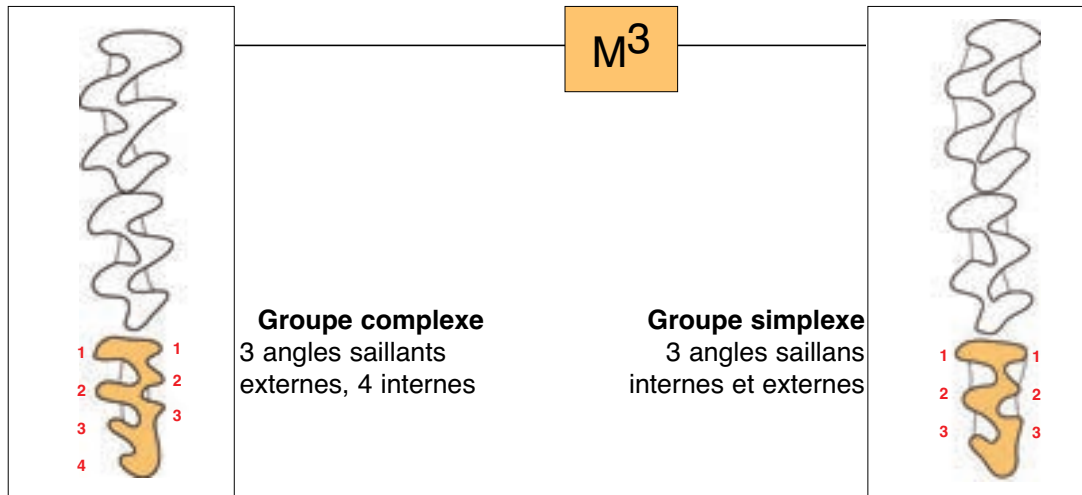 M³
Groupe complexe
3 angles saillants
externes, 4 internes
Groupe simplexe
3 angles saillans
internes et externes
1 1
2 2
3 3
4
1 1
2 2
3 3